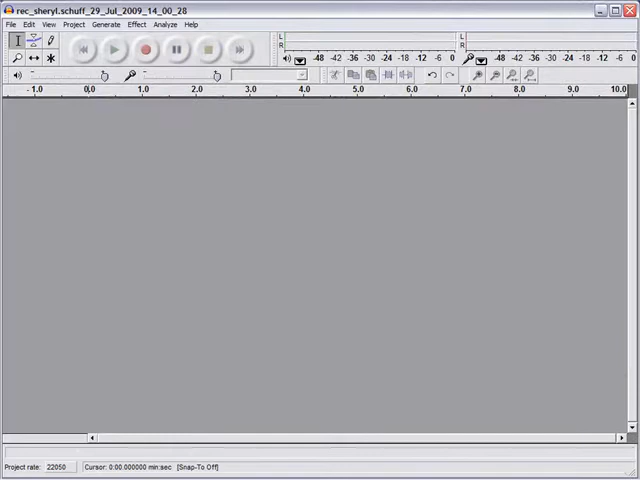 rec_sheryl.schuff_29_Jul_2009_14_00_28
File Edit View Project Generate Effect Analyze Help
L
R
-48 -42 -36 -30 -24 -18 -12 -6 0
L
R
-48 -42 -36 -30 -24 -18 -12 -6 0
- 1.0 0.0 1.0 2.0 3.0 4.0 5.0 6.0 7.0 8.0 9.0 10.0
Project rate: 22050 Cursor: 0:00.000000 min:sec [Snap-To Off]